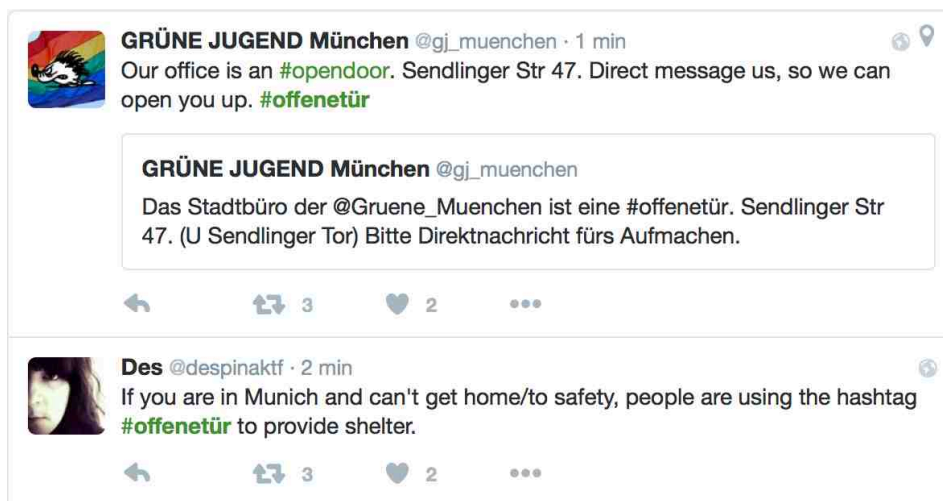 GRÜNE JUGEND München @gj_muenchen · 1 min
Our office is an #opendoor. Sendlinger Str 47. Direct message us, so we can
open you up. #offenetür
GRÜNE JUGEND München @gj_muenchen
Das Stadtbüro der @Gruene_Muenchen ist eine #offenetür. Sendlinger Str
47. (U Sendlinger Tor) Bitte Direktnachricht fürs Aufmachen.
3 2
Des @despinaktf · 2 min
If you are in Munich and can't get home/to safety, people are using the hashtag
#offenetür to provide shelter.
3 2